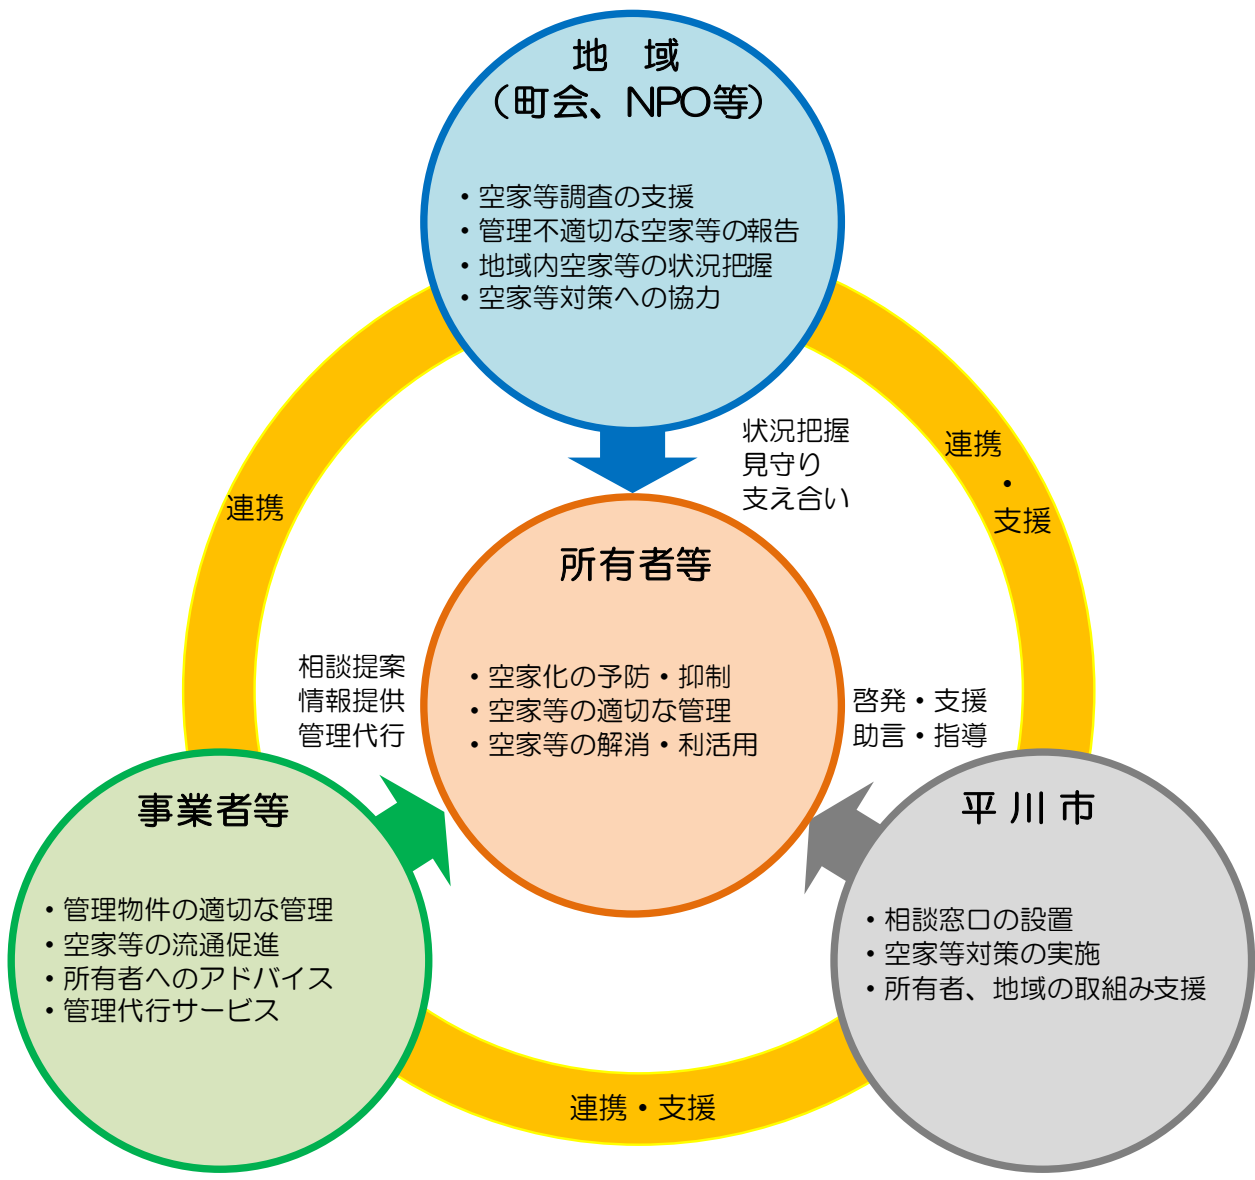 地　域
（町会、NPO等）
・空家等調査の支援
・管理不適切な空家等の報告
・地域内空家等の状況把握
・空家等対策への協力
状況把握
見守り
支え合い
連携
・
支援
連携
所有者等
・空家化の予防・抑制
・空家等の適切な管理
・空家等の解消・利活用
相談提案
情報提供
管理代行
啓発・支援
助言・指導
事業者等
・管理物件の適切な管理
・空家等の流通促進
・所有者へのアドバイス
・管理代行サービス
平 川 市
・相談窓口の設置
・空家等対策の実施
・所有者、地域の取組み支援
連携・支援